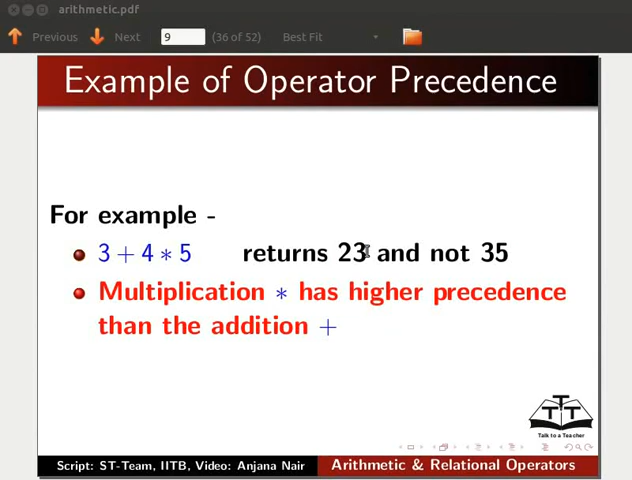 arithmetic.pdf
Previous Next 9 (36 of 52) Best Fit
Example of Operator Precedence
For example -
3 + 4 ∗ 5 returns 23 and not 35
Multiplication ∗ has higher precedence
than the addition +
Talk to a Teacher
Script: ST-Team, IITB, Video: Anjana Nair Arithmetic & Relational Operators